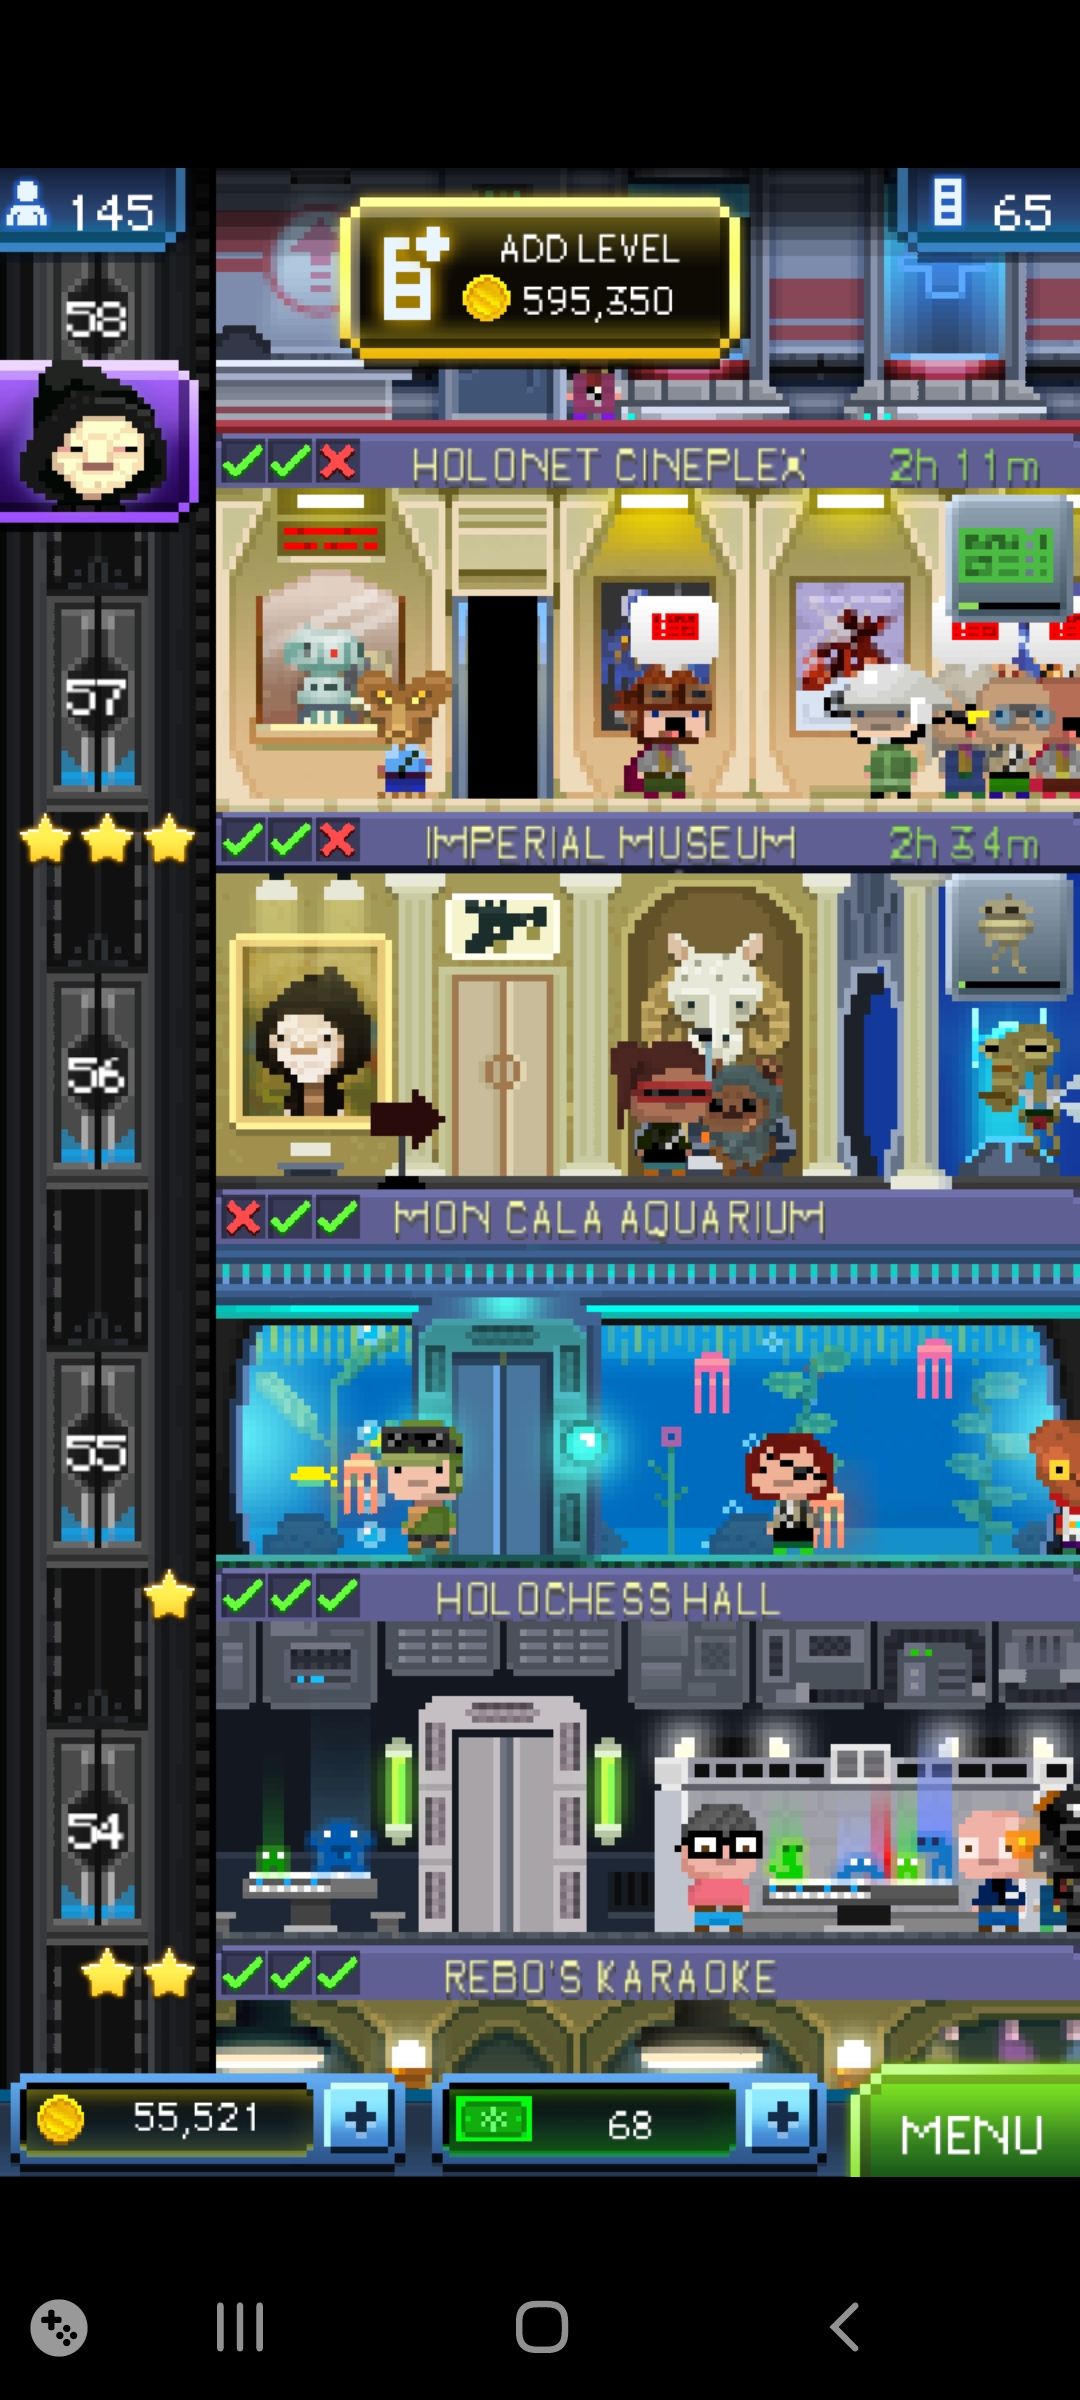 145
ADD LEVEL
595,350
65
58
HOLONET CINEPLEX 2h 11m
57
IMPERIAL MUSEUM 2h 34m
56
MON CALA AQUARIUM
55
HOLOCHESS HALL
54
REBO'S KARAOKE
55,521
68
MENU